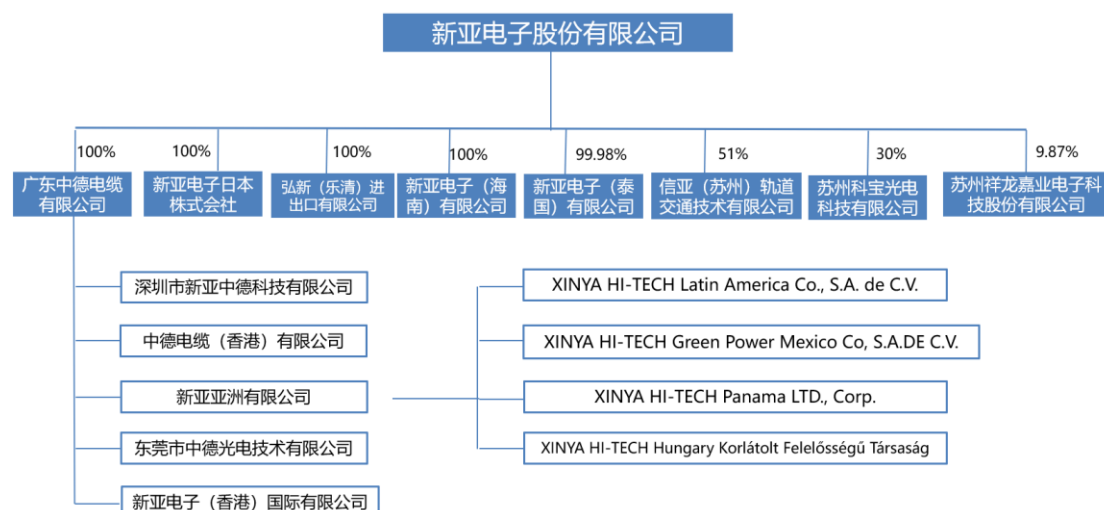 新亚电子股份有限公司
100%
100%
100%
100%
99.98%
51%
30%
9.87%
广东中德电缆
有限公司
新亚电子日本
株式会社
弘新（乐清）进
出口有限公司
新亚电子（海
南）有限公司
新亚电子（泰
国）有限公司
信亚（苏州）轨道
交通技术有限公司
苏州科宝光电
科技有限公司
苏州祥龙嘉业电子科
技股份有限公司
深圳市新亚中德科技有限公司
中德电缆（香港）有限公司
新亚亚洲有限公司
东莞市中德光电技术有限公司
新亚电子（香港）国际有限公司
XINYA HI-TECH Latin America Co., S.A. de C.V.
XINYA HI-TECH Green Power Mexico Co, S.A.DE C.V.
XINYA HI-TECH Panama LTD., Corp.
XINYA HI-TECH Hungary Korlátolt Felelősségű Társaság